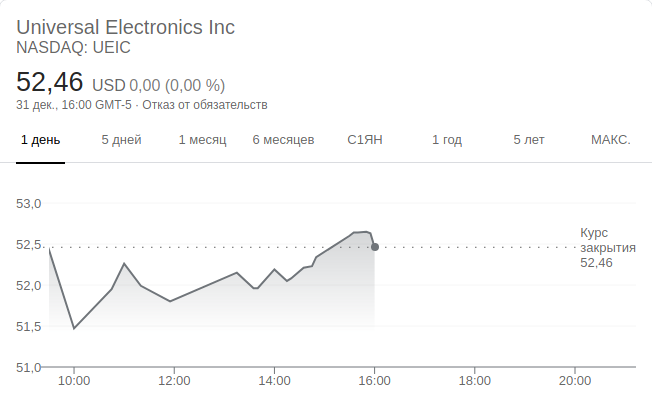 Universal Electronics Inc
NASDAQ: UEIC
52,46 USD 0,00 (0,00 %)
31 дек., 16:00 GMT-5 · Отказ от обязательств
1 день 5 дней 1 месяц 6 месяцев С1ЯН 1 год 5 лет МАКС.
53,0
52,5
52,0
51,5
51,0
Курс
закрытия
52,46
10:00 12:00 14:00 16:00 18:00 20:00